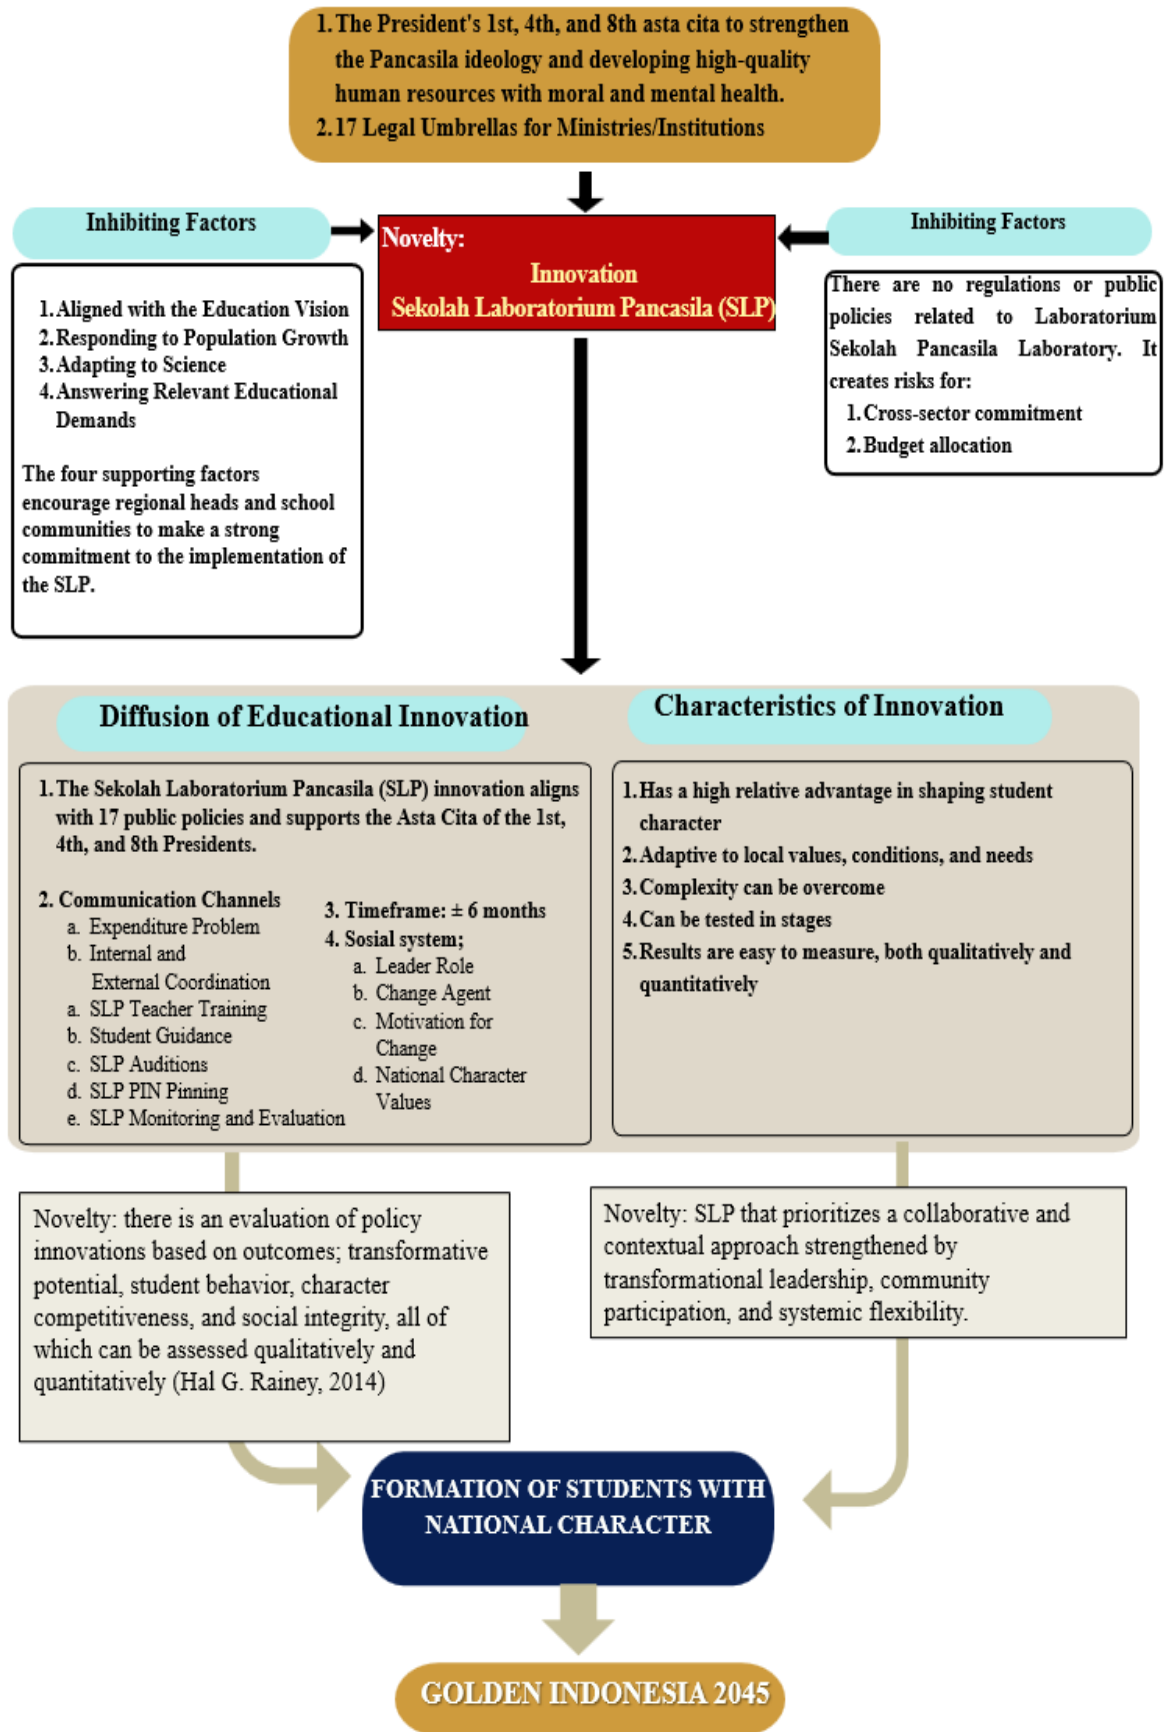 1. The President's 1st, 4th, and 8th asta cita to strengthen
the Pancasila ideology and developing high-quality
human resources with moral and mental health.
2. 17 Legal Umbrellas for Ministries/Institutions
Inhibiting Factors
1. Aligned with the Education Vision
2. Responding to Population Growth
3. Adapting to Science
4. Answering Relevant Educational
Demands
The four supporting factors
encourage regional heads and school
communities to make a strong
commitment to the implementation of
the SLP.
Novelty:
Innovation
Sekolah Laboratorium Pancasila (SLP)
Inhibiting Factors
There are no regulations or public
policies related to Laboratorium
Sekolah Pancasila Laboratory. It
creates risks for:
1. Cross-sector commitment
2. Budget allocation
Diffusion of Educational Innovation
1. The Sekolah Laboratorium Pancasila (SLP) innovation aligns
with 17 public policies and supports the Asta Cita of the 1st,
4th, and 8th Presidents.
2. Communication Channels
a. Expenditure Problem
b. Internal and
External Coordination
a. SLP Teacher Training
b. Student Guidance
c. SLP Auditions
d. SLP PIN Pinning
e. SLP Monitoring and Evaluation
3. Timeframe: ± 6 months
4. Sosial system;
a. Leader Role
b. Change Agent
c. Motivation for
Change
d. National Character
Values
Characteristics of Innovation
1. Has a high relative advantage in shaping student
character
2. Adaptive to local values, conditions, and needs
3. Complexity can be overcome
4. Can be tested in stages
5. Results are easy to measure, both qualitatively and
quantitatively
Novelty: there is an evaluation of policy
innovations based on outcomes; transformative
potential, student behavior, character
competitiveness, and social integrity, all of
which can be assessed qualitatively and
quantitatively (Hal G. Rainey, 2014)
Novelty: SLP that prioritizes a collaborative and
contextual approach strengthened by
transformational leadership, community
participation, and systemic flexibility.
FORMATION OF STUDENTS WITH
NATIONAL CHARACTER
GOLDEN INDONESIA 2045